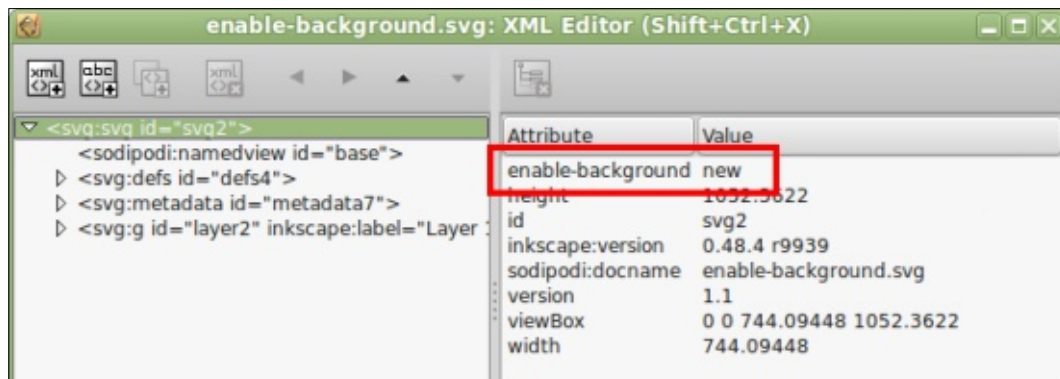 enable-background.svg: XML Editor (Shift+Ctrl+X)
xml abc xml
<svg:svg id="svg2">
<sodipodi:namedview id="base">
<svg:defs id="defs4">
<svg:metadata id="metadata7">
<svg:g id="layer2" inkscape:label="Layer
Attribute Value
enable-background new
height 1052.3622
id svg2
inkscape:version 0.48.4 r9939
sodipodi:docname enable-background.svg
version 1.1
viewBox 0 0 744.09448 1052.3622
width 744.09448